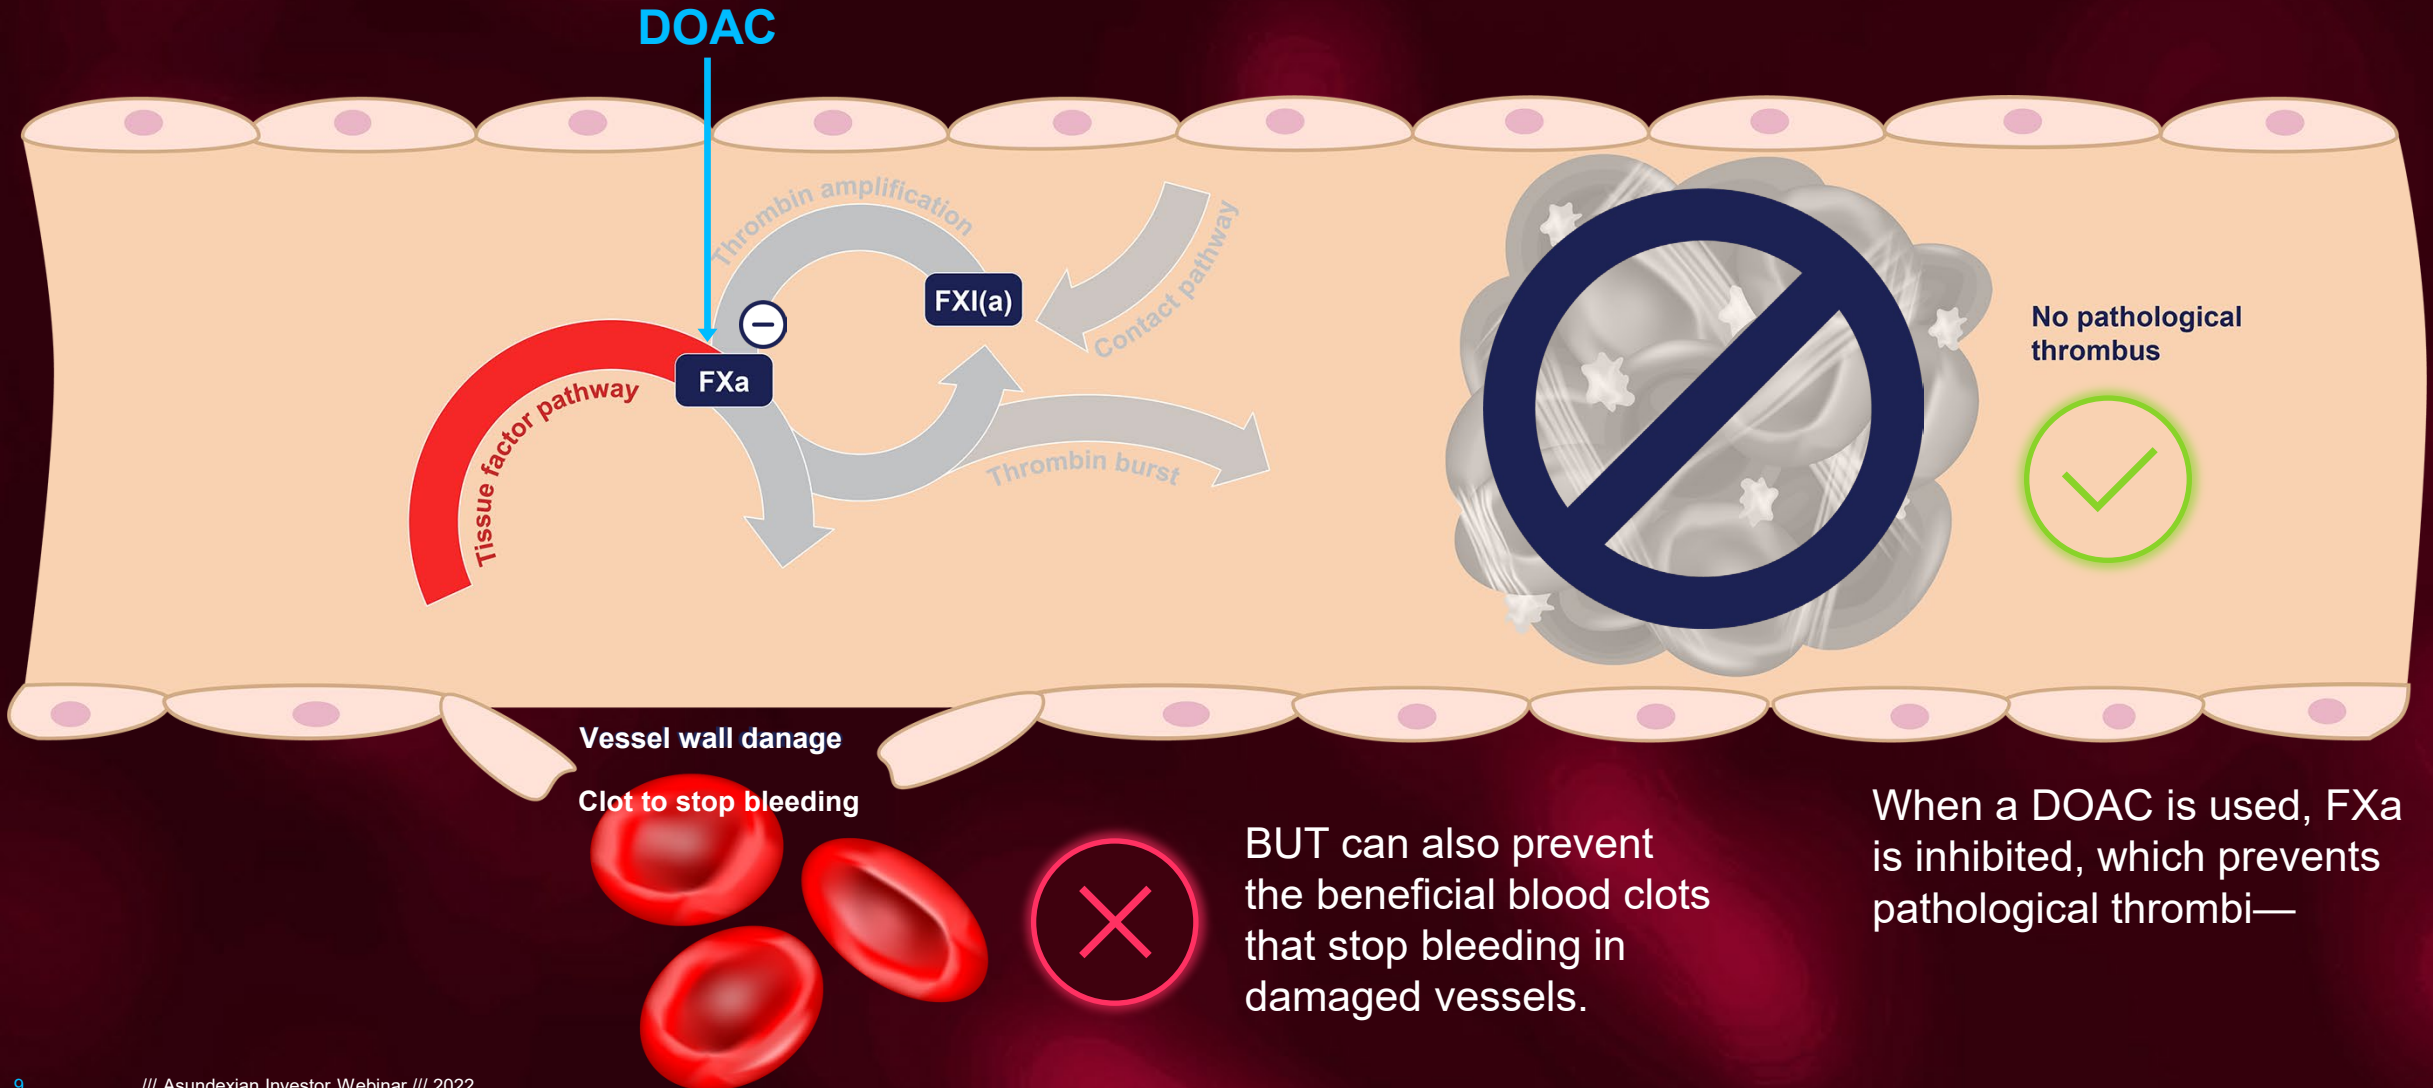 DOAC
Thrombin amplification
Contact pathway
FXI(a)
FXa
Tissue factor pathway
Thrombin burst
No pathological
thrombus
Vessel wall danage
Clot to stop bleeding
When a DOAC is used, FXa
is inhibited, which prevents
pathological thrombi—
BUT can also prevent
the beneficial blood clots
that stop bleeding in
damaged vessels.
9 /// Asundexian Investor Webinar /// 2022